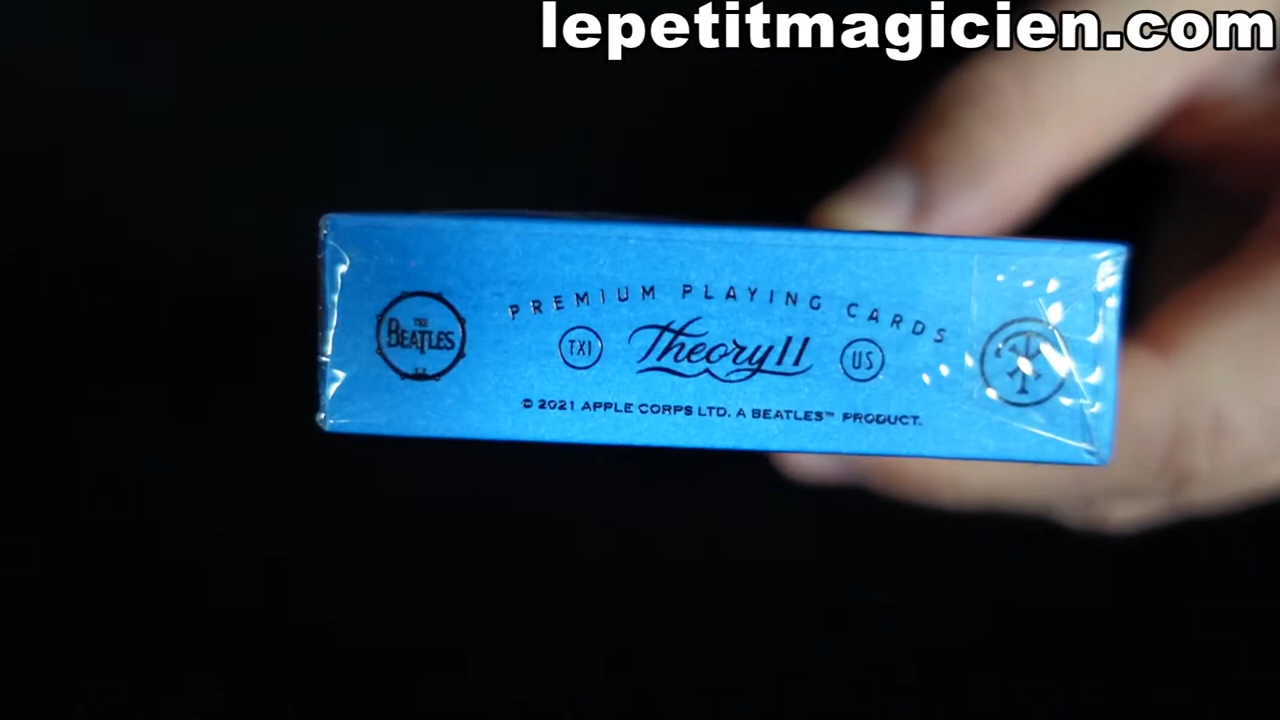 lepetitmagicien.com
PREMIUM PLAYING CARDS
THE
BEATLES
TXI
Theory11
US
© 2021 APPLE CORPS LTD. A BEATLES™ PRODUCT.